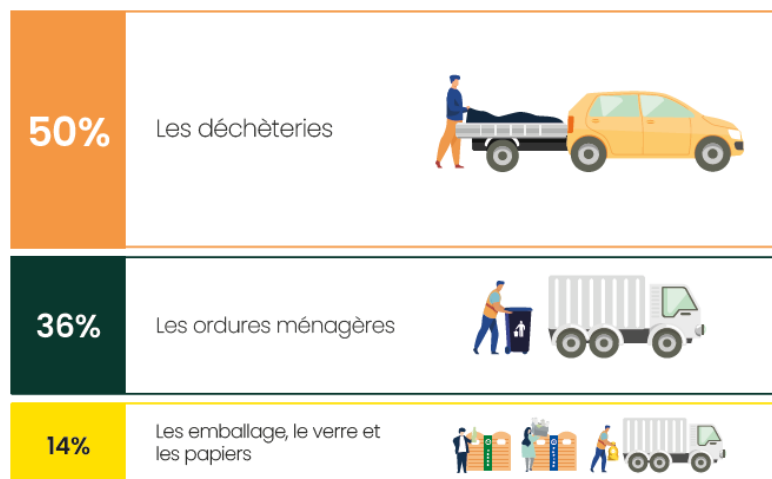 50%
Les déchèteries
36%
Les ordures ménagères
14%
Les emballage, le verre et
les papiers